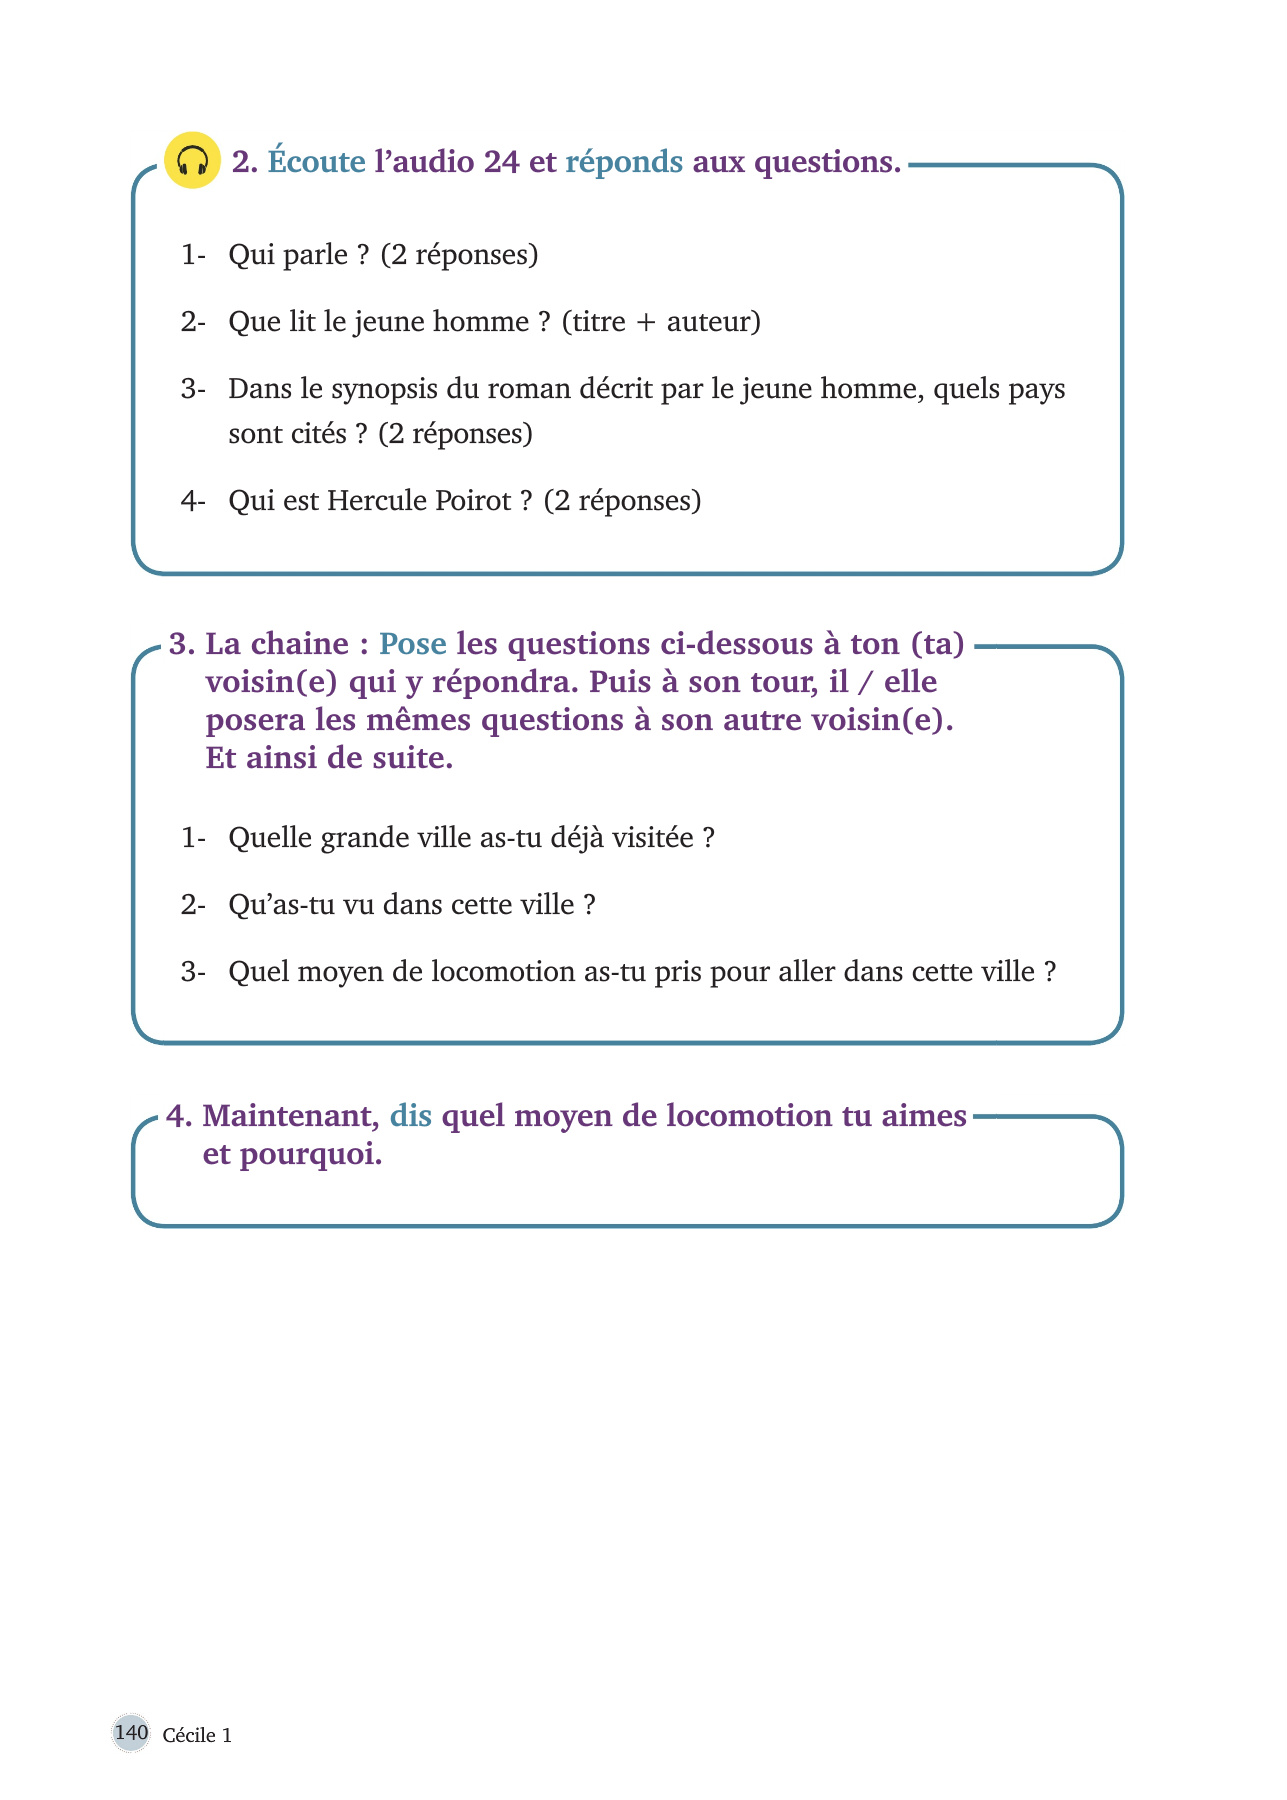 2. Écoute l’audio 24 et réponds aux questions.
1- Qui parle ? (2 réponses)
2- Que lit le jeune homme ? (titre + auteur)
3- Dans le synopsis du roman décrit par le jeune homme, quels pays
sont cités ? (2 réponses)
4- Qui est Hercule Poirot ? (2 réponses)
3. La chaine : Pose les questions ci-dessous à ton (ta)
voisin(e) qui y répondra. Puis à son tour, il / elle
posera les mêmes questions à son autre voisin(e).
Et ainsi de suite.
1- Quelle grande ville as-tu déjà visitée ?
2- Qu’as-tu vu dans cette ville ?
3- Quel moyen de locomotion as-tu pris pour aller dans cette ville ?
4. Maintenant, dis quel moyen de locomotion tu aimes
et pourquoi.
140 Cécile 1